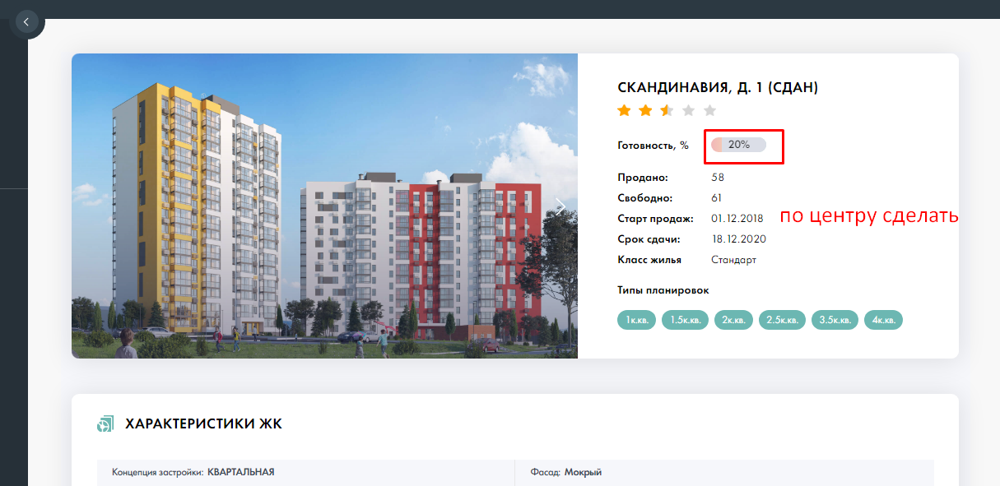 СКАНДИНАВИЯ, Д. 1 (СДАН)
Готовность, % 20%
Продано: 58
Свободно: 61
Старт продаж: 01.12.2018
по центру сделать
Срок сдачи: 18.12.2020
Класс жилья Стандарт
Типы планировок
1к.кв. 1.5к.кв. 2к.кв. 2.5к.кв. 3.5к.кв. 4к.кв.
ХАРАКТЕРИСТИКИ ЖК
Концепция застройки: КВАРТАЛЬНАЯ Фасад: Мокрый